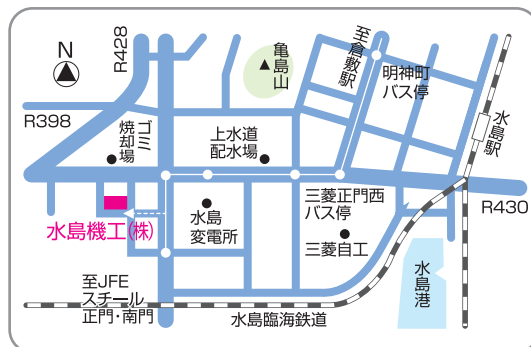 N
R428
至倉敷駅
亀島山
明神町
バス停
水島駅
R398
ゴミ
焼却場
上水道
配水場
三菱正門西
バス停
R430
水島機工(株)
水島
変電所
三菱自工
水島港
至JFE
スチール
正門・南門
水島臨海鉄道